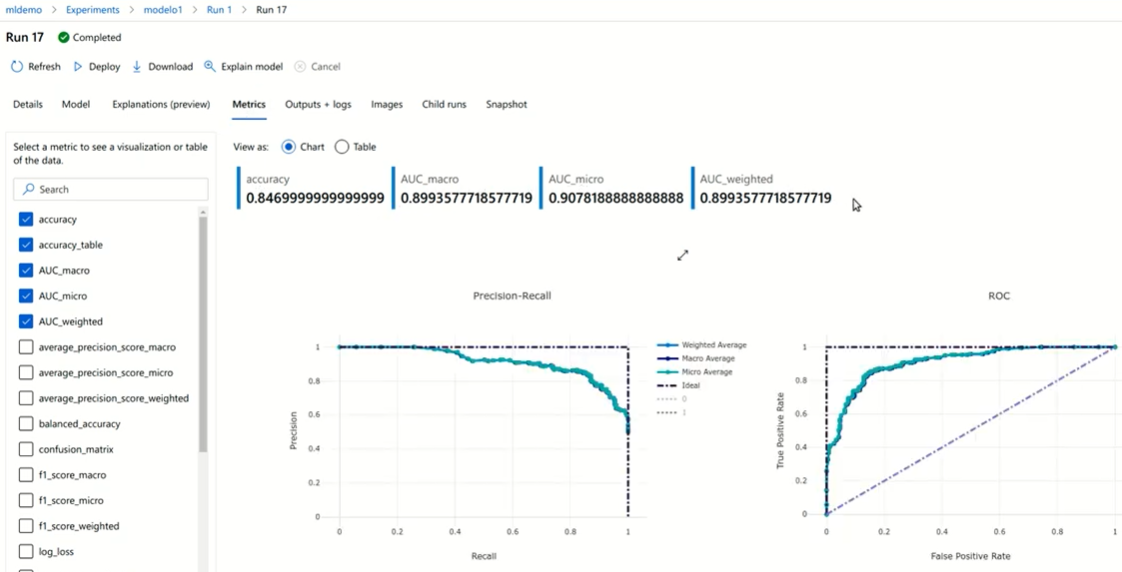 mldemo > Experiments > modelo1 > Run 1 > Run 17
Run 17 Completed
Refresh Deploy Download Explain model Cancel
Details Model Explanations (preview) Metrics Outputs + logs Images Child runs Snapshot
Select a metric to see a visualization or table
of the data.
Search
accuracy
accuracy_table
AUC_macro
AUC_micro
AUC_weighted
average_precision_score_macro
average_precision_score_micro
average_precision_score_weighted
balanced_accuracy
confusion_matrix
f1_score_macro
f1_score_micro
f1_score_weighted
log_loss
View as: Chart Table
accuracy
0.8469999999999999
AUC_macro
0.8993577718577719
AUC_micro
0.9078188888888888
AUC_weighted
0.8993577718577719
Precision-Recall
Precision
1
0.8
0.6
0.4
0.2
0
0 0.2 0.4 0.6 0.8 1
Recall
Weighted Average
Macro Average
Micro Average
Ideal
0
1
ROC
True Positive Rate
1
0.8
0.6
0.4
0.2
0
0 0.2 0.4 0.6 0.8 1
False Positive Rate